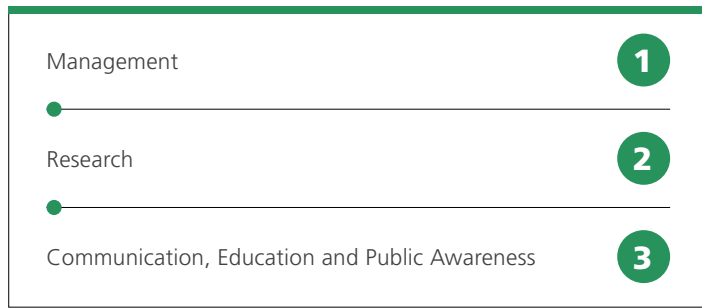 Management 1
Research 2
Communication, Education and Public Awareness 3